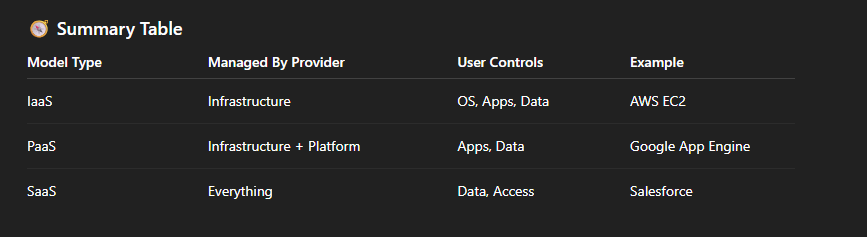 🧭 Summary Table
Model Type Managed By Provider User Controls Example
IaaS Infrastructure OS, Apps, Data AWS EC2
PaaS Infrastructure + Platform Apps, Data Google App Engine
SaaS Everything Data, Access Salesforce